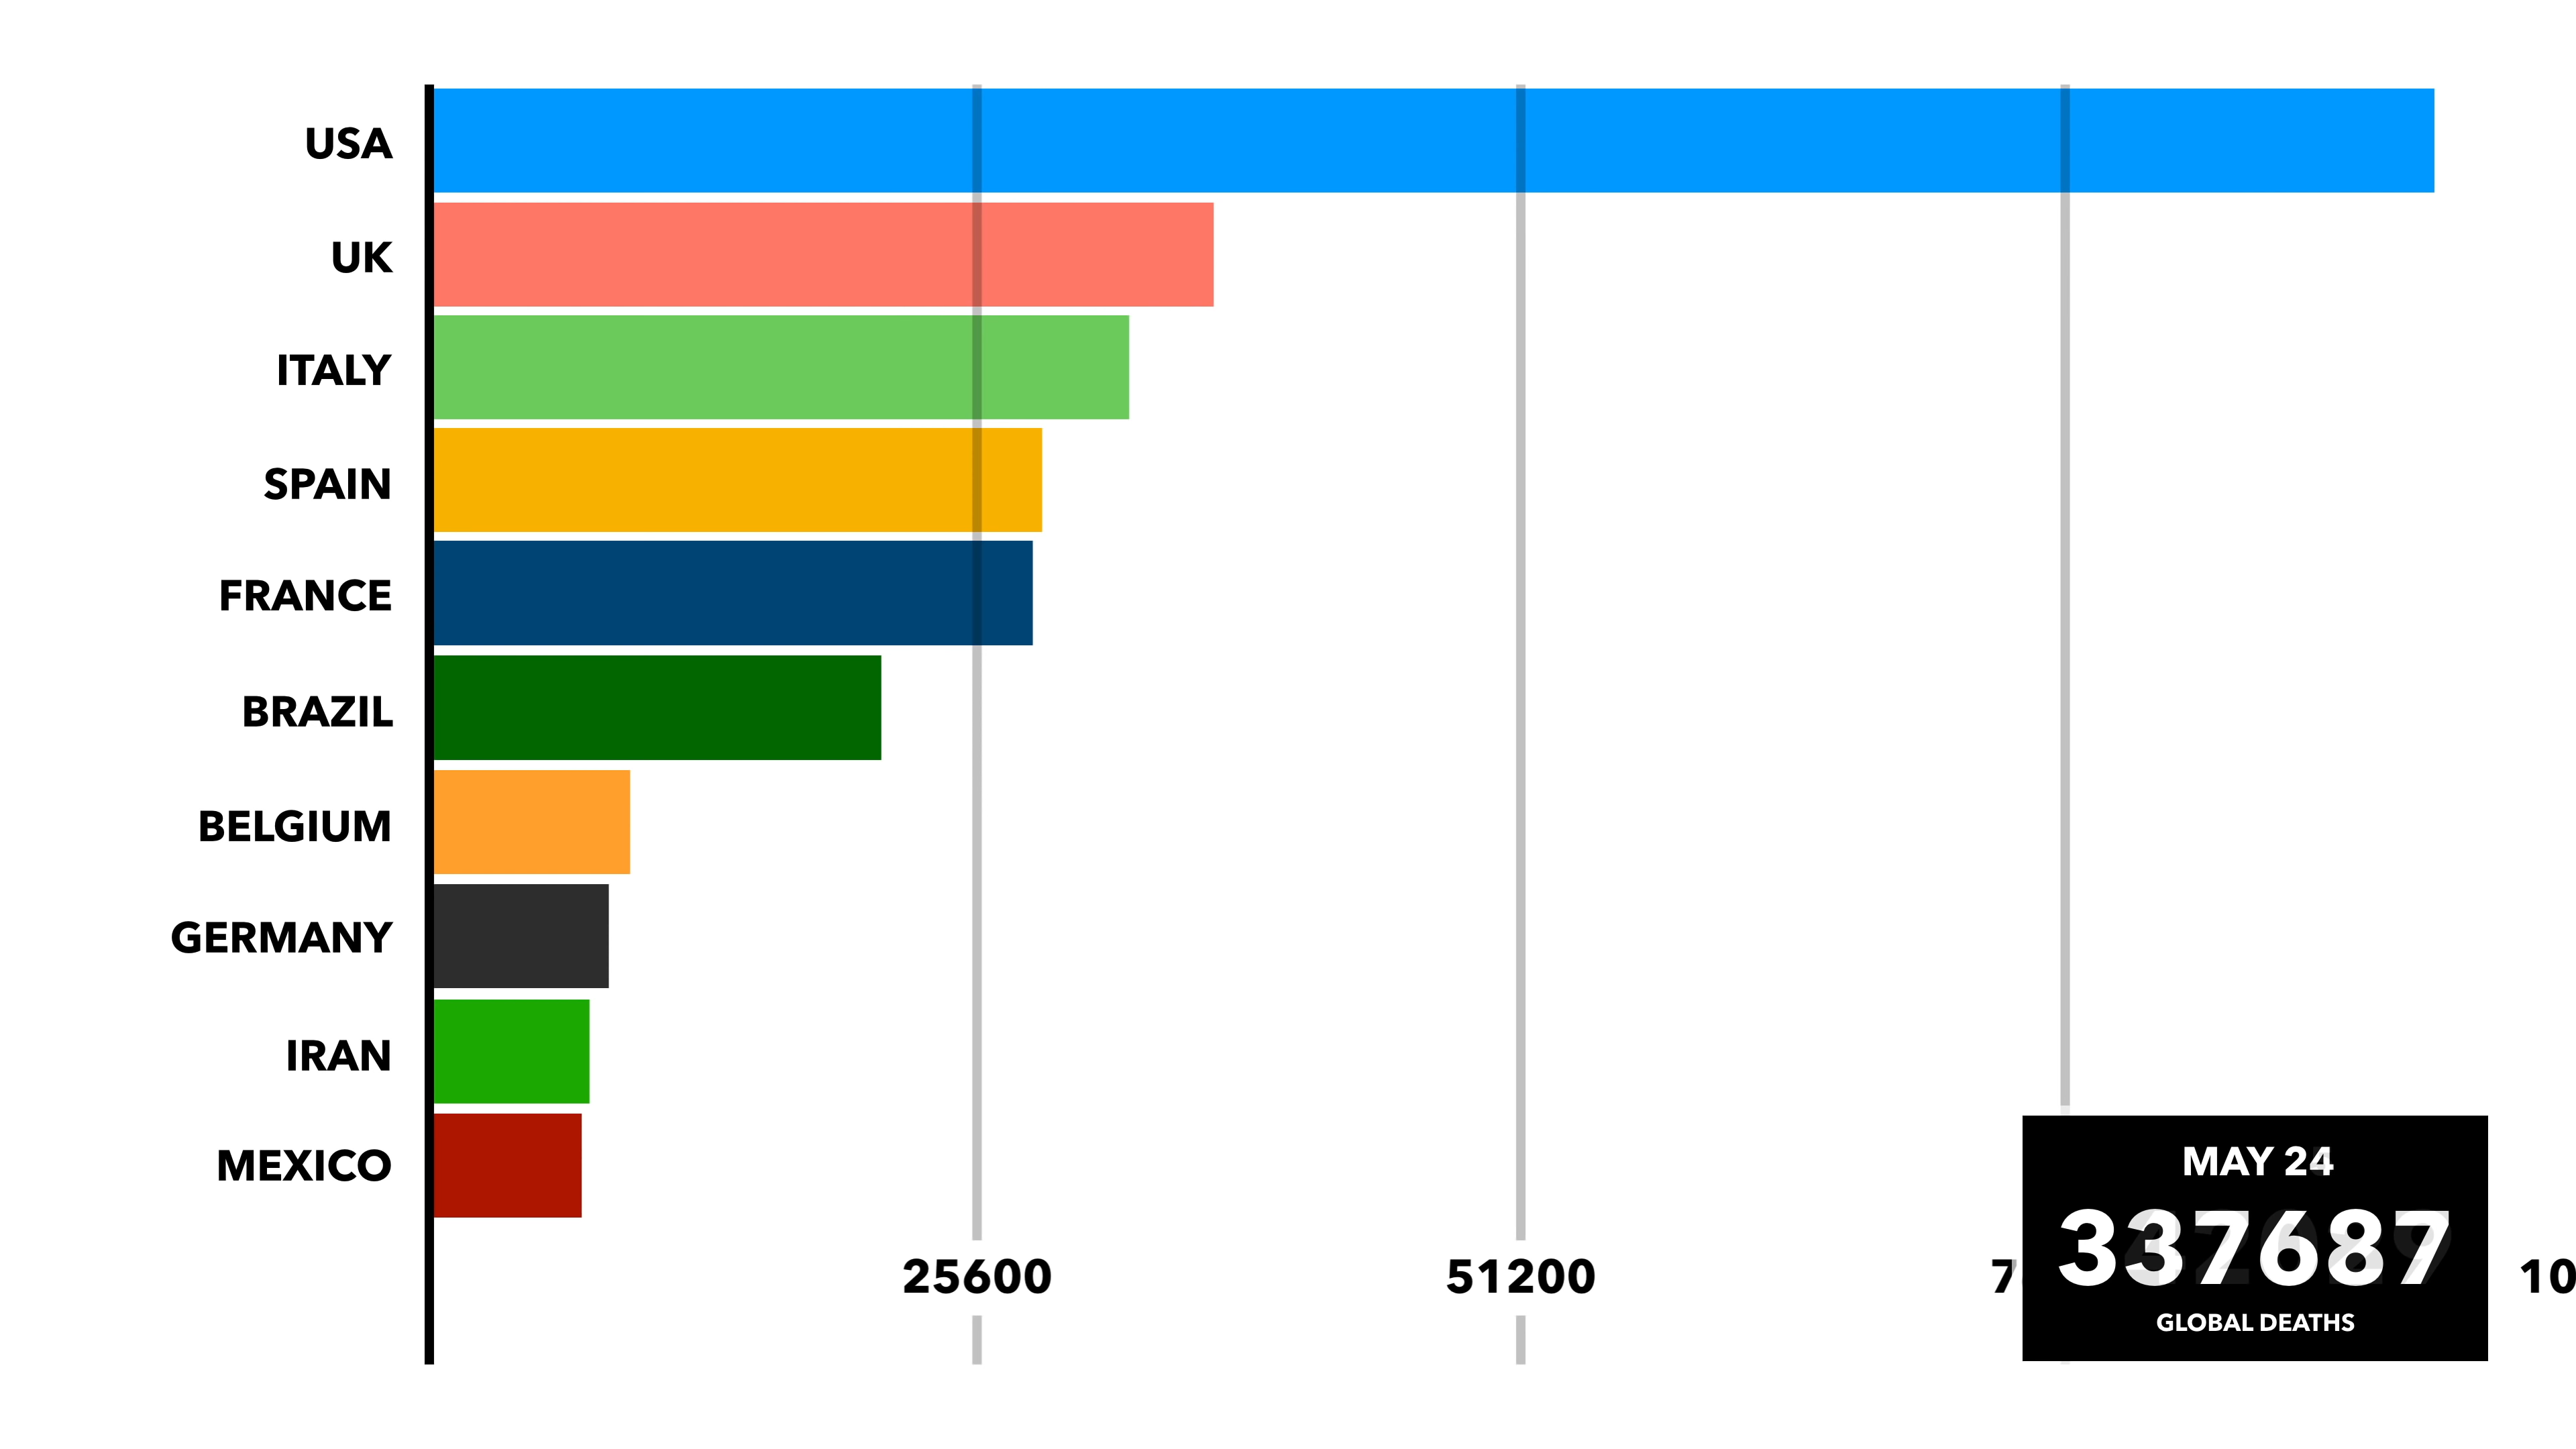 USA
UK
ITALY
SPAIN
FRANCE
BRAZIL
BELGIUM
GERMANY
IRAN
MEXICO
25600
51200
MAY 24
337687
GLOBAL DEATHS